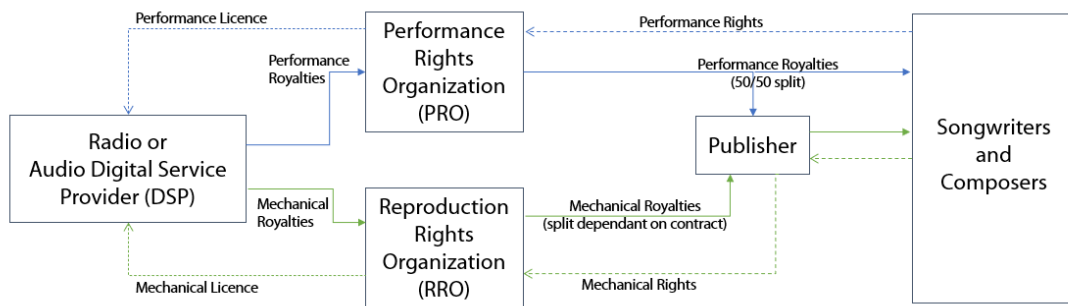 Performance Licence
Performance
Royalties
Performance
Rights
Organization
(PRO)
Performance Rights
Performance Royalties
(50/50 split)
Radio or
Audio Digital Service
Provider (DSP)
Publisher
Songwriters
and
Composers
Mechanical
Royalties
Reproduction
Rights
Organization
(RRO)
Mechanical Royalties
(split dependant on contract)
Mechanical Licence
Mechanical Rights